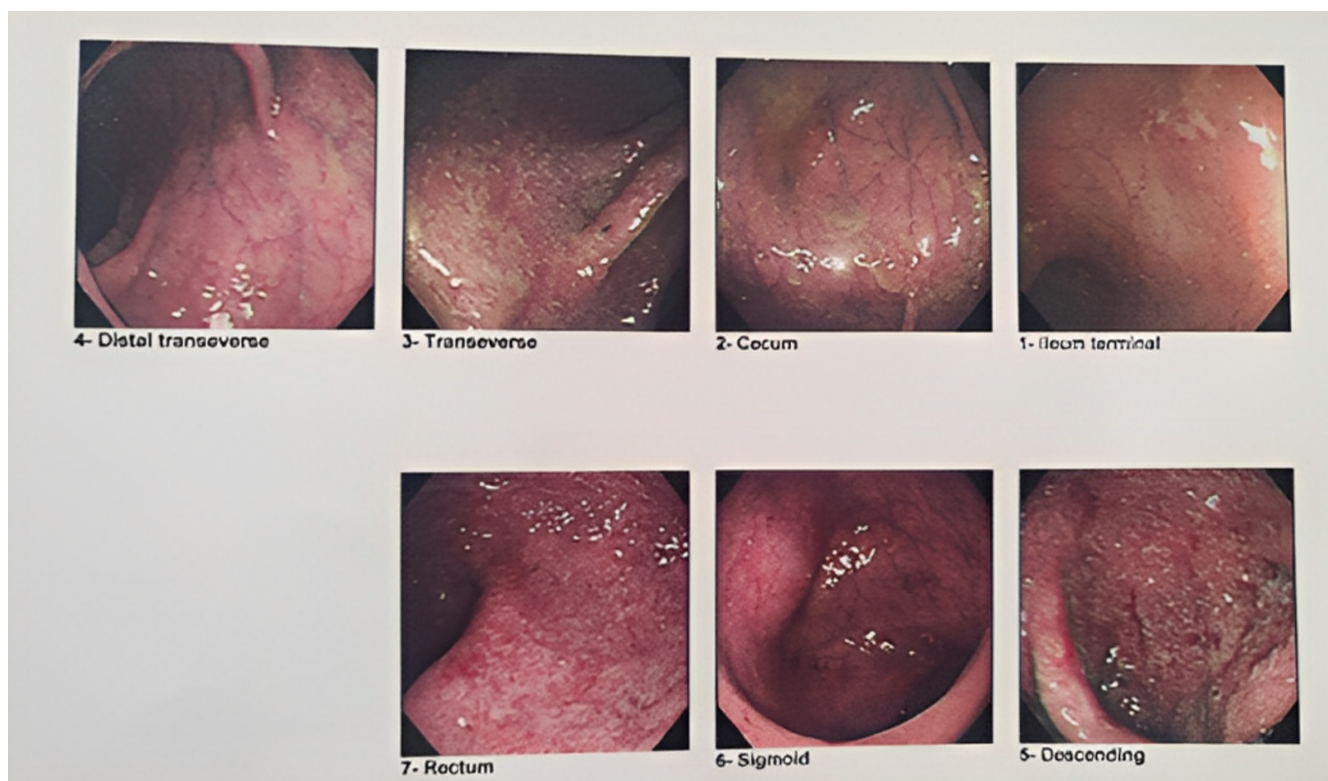 4- Distal transeverse
3- Transeverse
2- Cecum
1- Ileon terminal
7- Rectum
6- Sigmoid
5- Descending